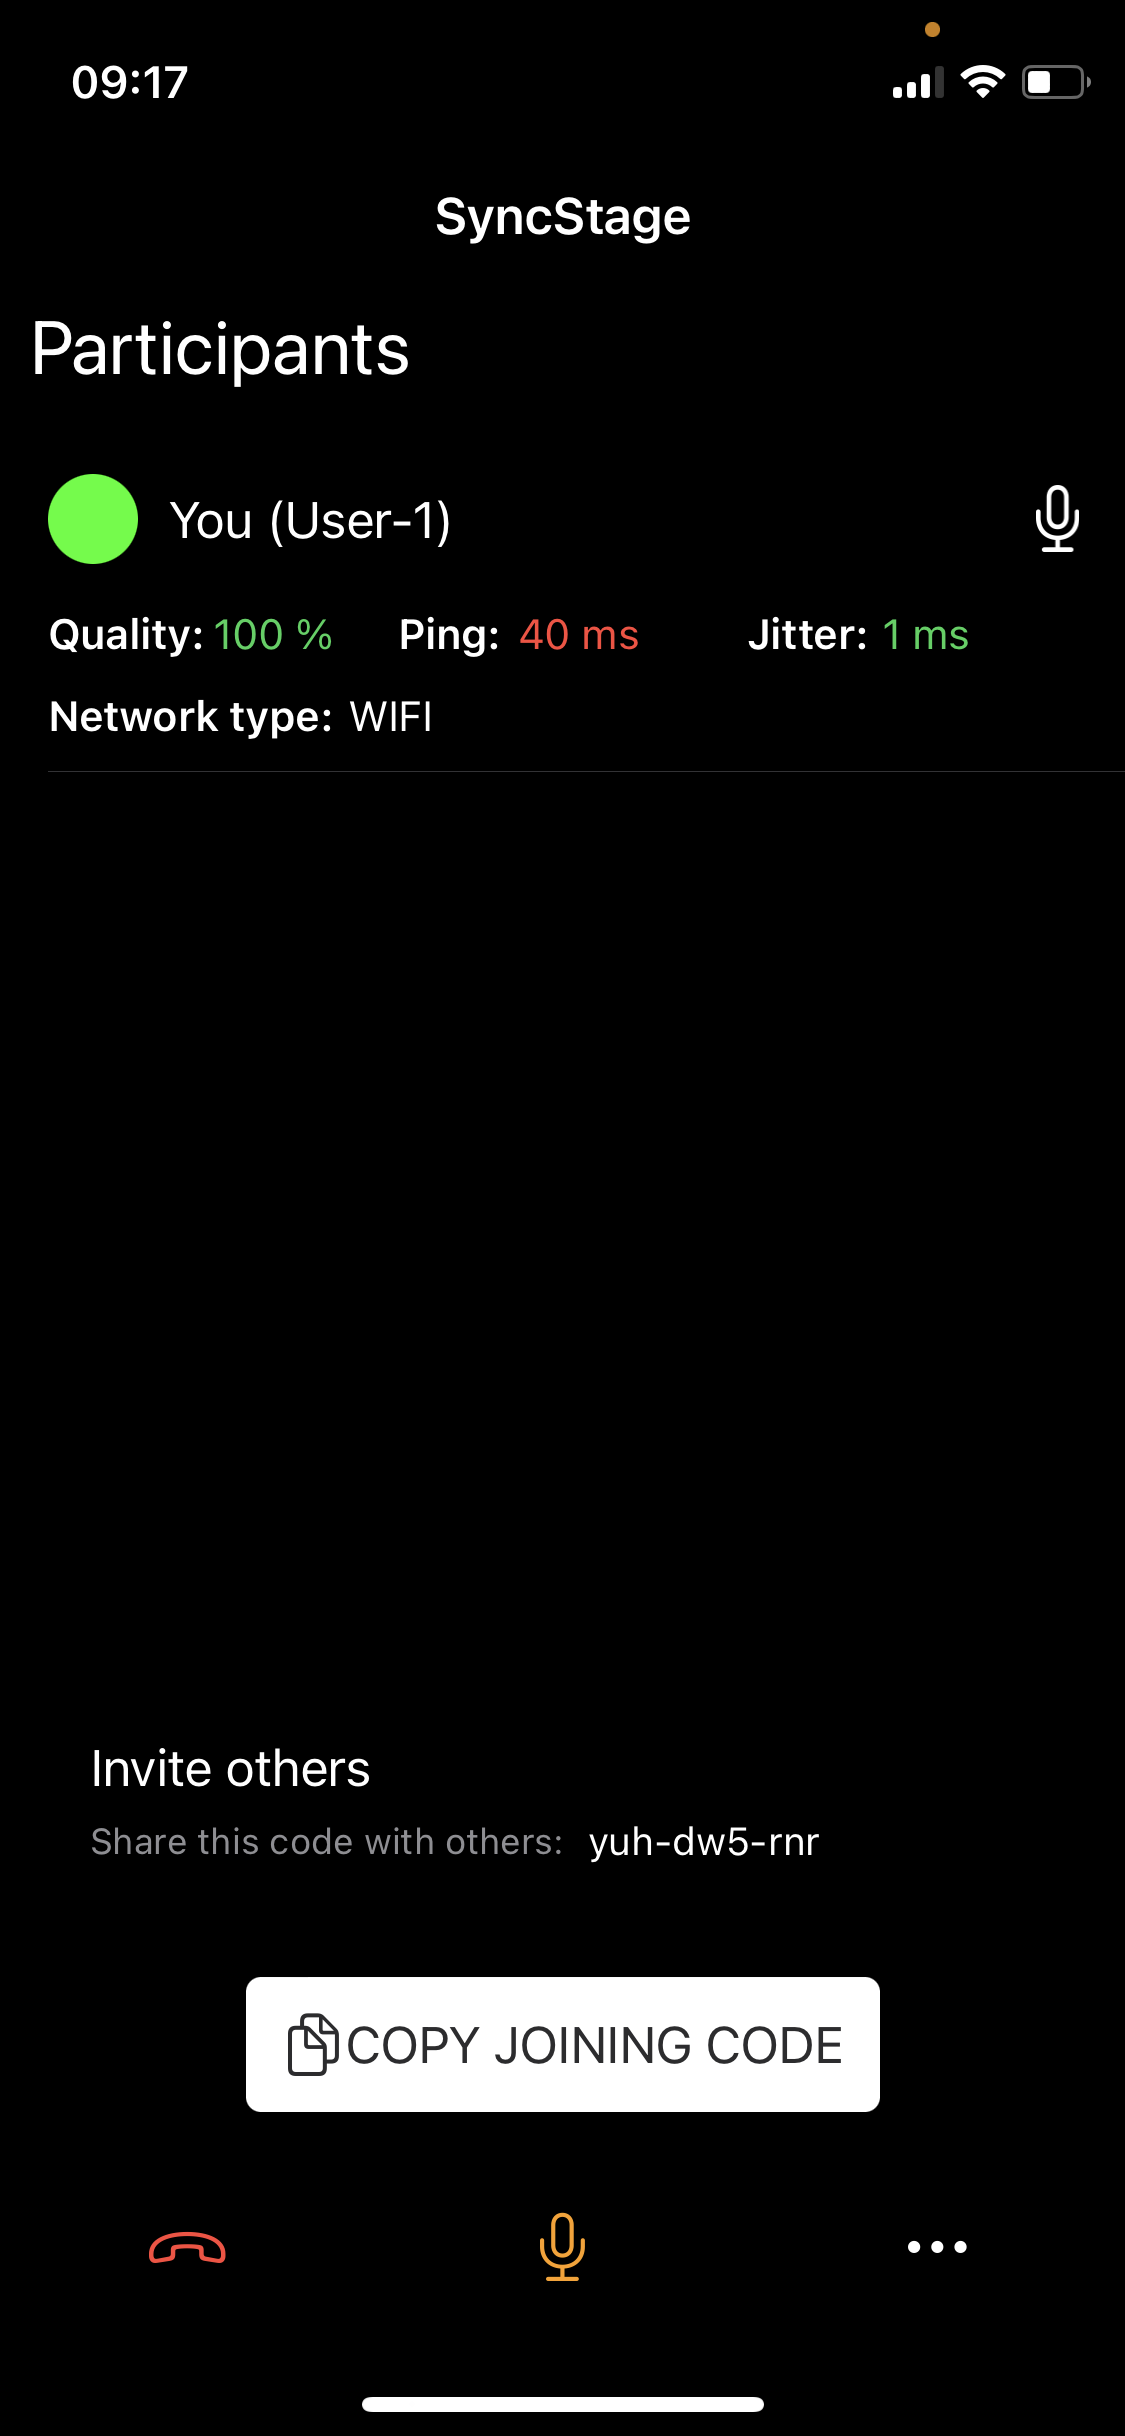 09:17
SyncStage
Participants
You (User-1)
Quality: 100 % Ping: 40 ms Jitter: 1 ms
Network type: WIFI
Invite others
Share this code with others: yuh-dw5-rnr
COPY JOINING CODE